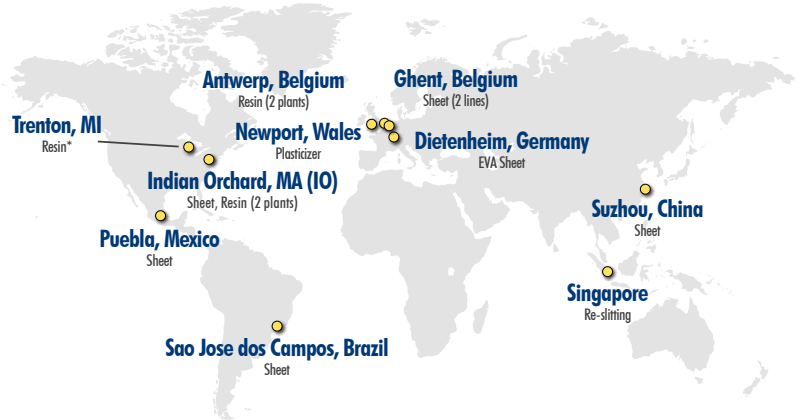 Antwerp, Belgium
Resin (2 plants)
Ghent, Belgium
Sheet (2 lines)
Trenton, MI
Resin*
Newport, Wales
Plasticizer
Dietenheim, Germany
EVA Sheet
Indian Orchard, MA (IO)
Sheet, Resin (2 plants)
Suzhou, China
Sheet
Puebla, Mexico
Sheet
Singapore
Re-slitting
Sao Jose dos Campos, Brazil
Sheet